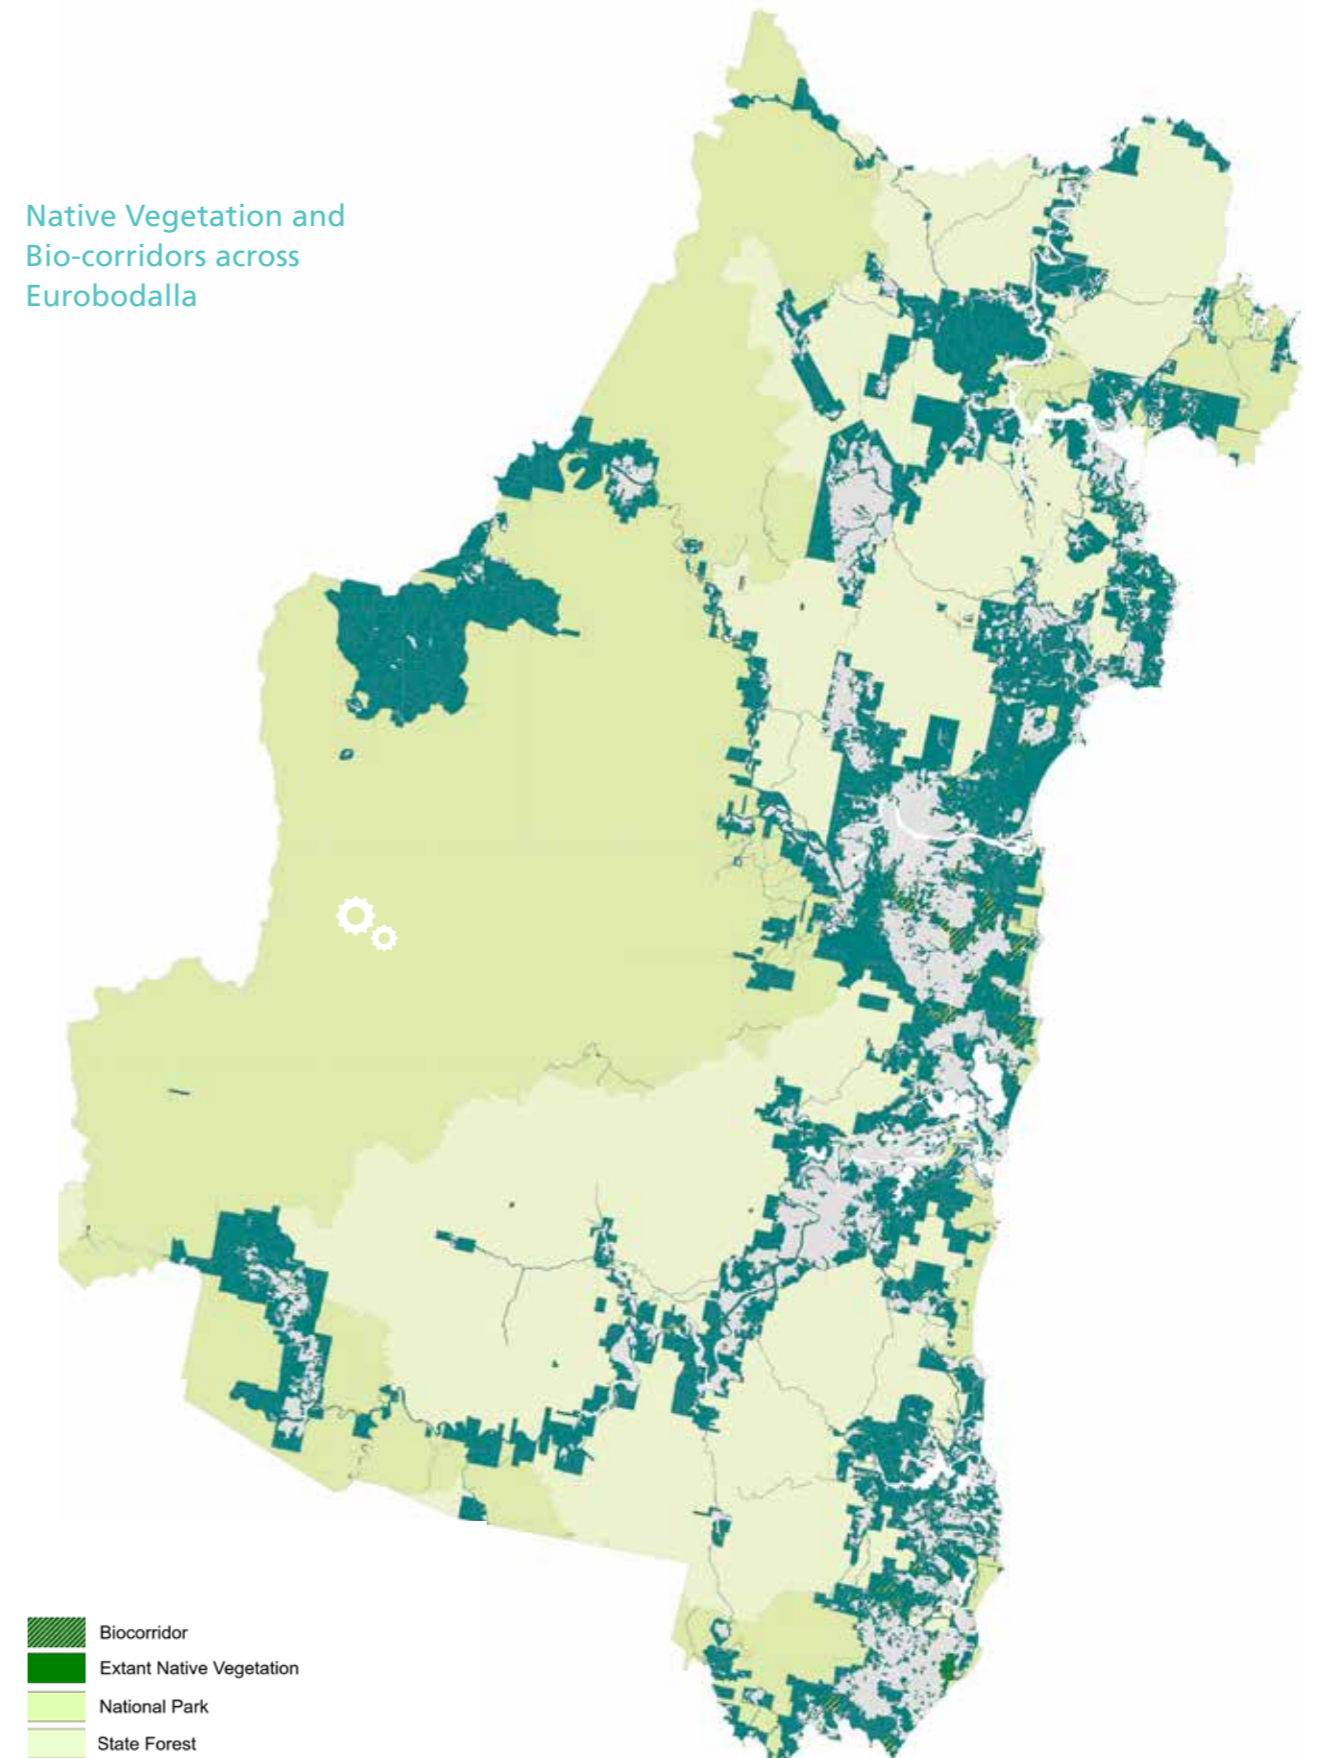 Native Vegetation and
Bio-corridors across
Eurobodalla
Biocorridor
Extant Native Vegetation
National Park
State Forest